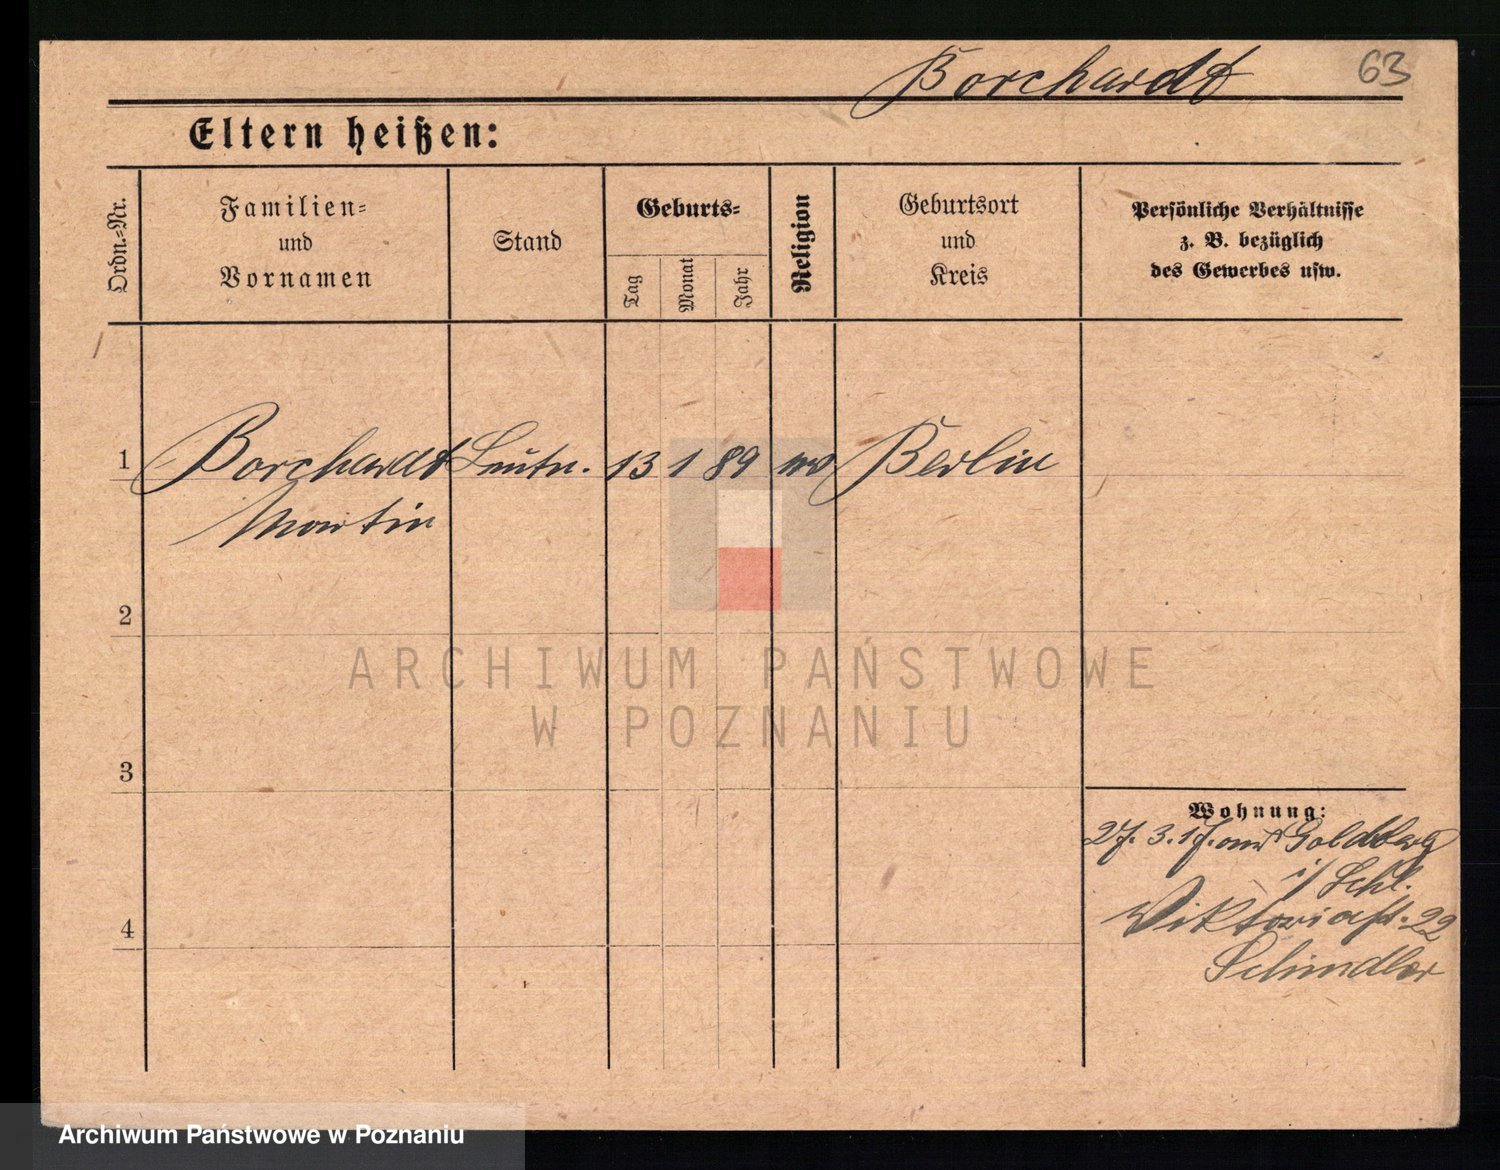 Borchardt
63
Eltern heißen:
Ordn.-Nr.
Familien-
und
Vornamen
Stand
Geburts-
Tag
Monat
Jahr
Religion
Geburtsort
und
Kreis
Persönliche Verhältnisse
z. B. bezüglich
des Gewerbes usw.
1 Borchardt Leutn. 13 1 89 Berlin
Martin
2
ARCHIWUM PAŃSTWOWE
W POZNANIU
3
Wohnung:
27. 3. 17. Goldberg
i/Schl.
4
Viktoriastr. 22
Schindler
Archiwum Państwowe w Poznaniu